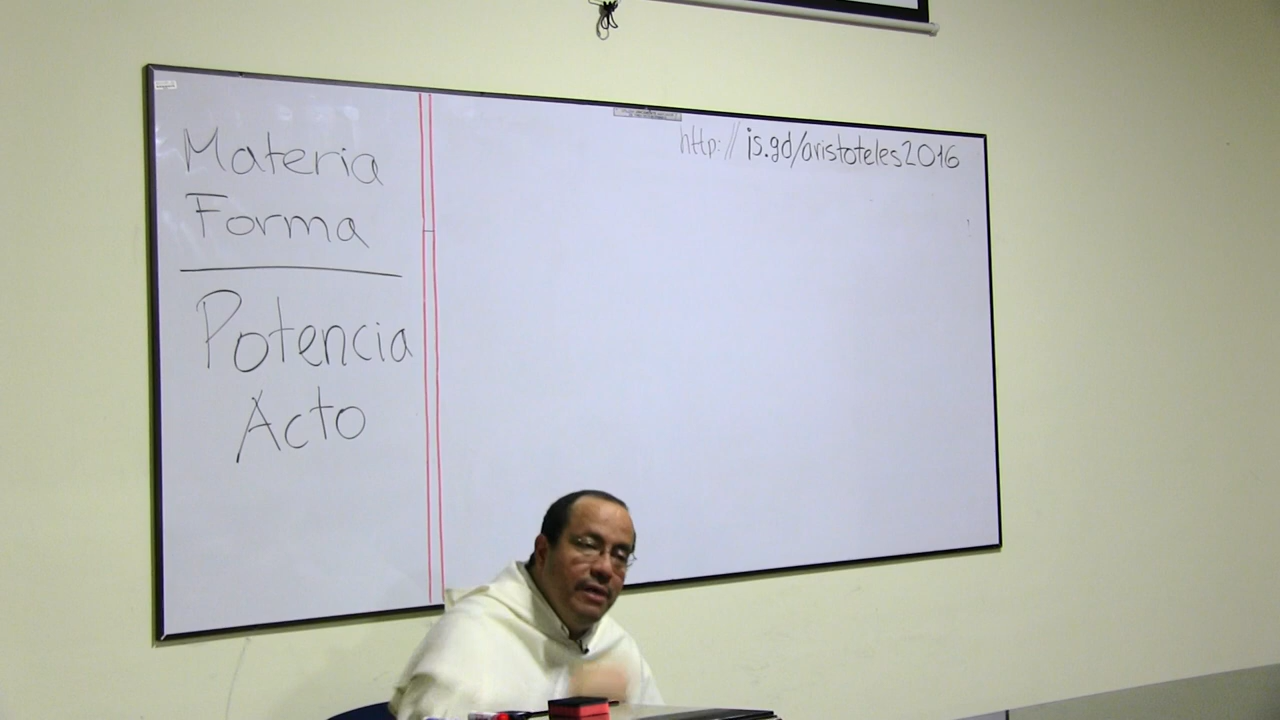 Materia
Forma
Potencia
Acto
http:// is.gd/aristoteles2016